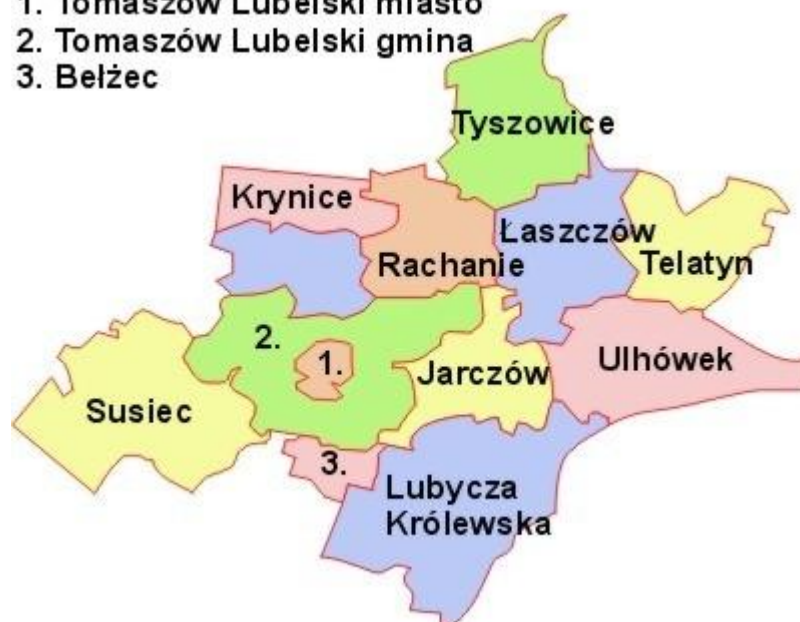 1. Tomaszów Lubelski miasto
2. Tomaszów Lubelski gmina
3. Bełżec
Tyszowice
Krynice
Łaszczów
Rachanie
Telatyn
2.
1.
Jarczów
Ulhówek
Susiec
3.
Lubycza
Królewska